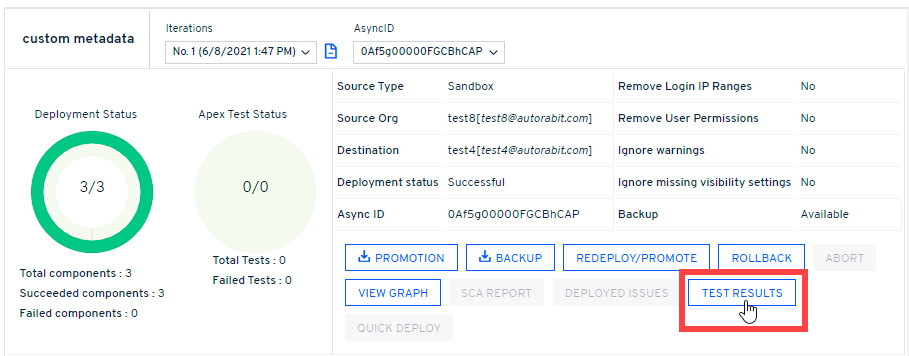 custom metadata
Iterations
No. 1 (6/8/2021 1:47 PM)
AsyncID
0Af5g00000FGCBhCAP
Deployment Status
3/3
Total components : 3
Succeeded components : 3
Failed components : 0
Apex Test Status
0/0
Total Tests : 0
Failed Tests : 0
Source Type Sandbox Remove Login IP Ranges No
Source Org test8[test8@autorabit.com] Remove User Permissions No
Destination test4[test4@autorabit.com] Ignore warnings No
Deployment status Successful Ignore missing visibility settings No
Async ID 0Af5g00000FGCBhCAP Backup Available
PROMOTION BACKUP REDEPLOY/PROMOTE ROLLBACK ABORT
VIEW GRAPH SCA REPORT DEPLOYED ISSUES TEST RESULTS
QUICK DEPLOY